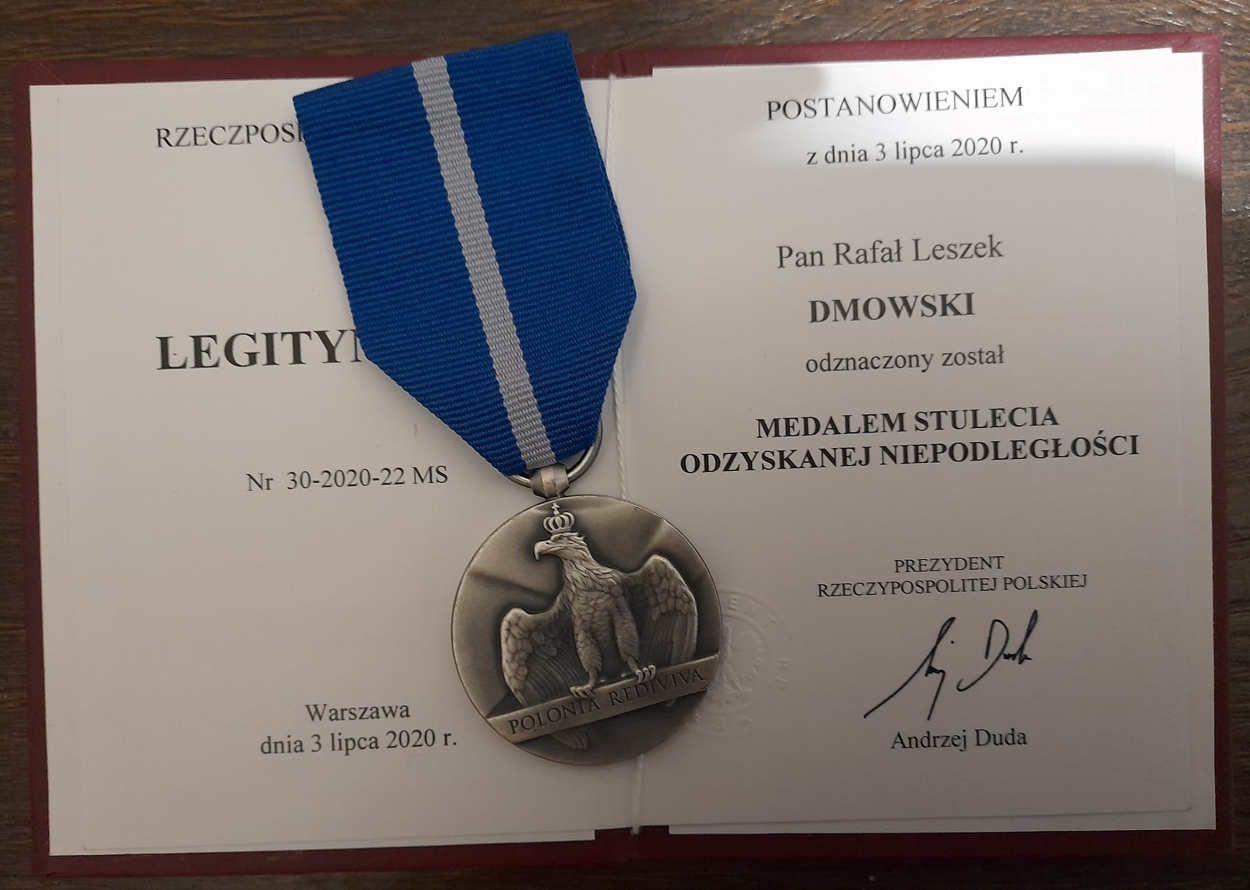 RZECZPOS
LEGITY
Nr 30-2020-22 MS
Warszawa
dnia 3 lipca 2020 r.
POLONIA REDIVIVA
POSTANOWIENIEM
z dnia 3 lipca 2020 r.
Pan Rafał Leszek
DMOWSKI
odznaczony został
MEDALEM STULECIA
ODZYSKANEJ NIEPODLEGŁOŚCI
PREZYDENT
RZECZYPOSPOLITEJ POLSKIEJ
Andrzej Duda